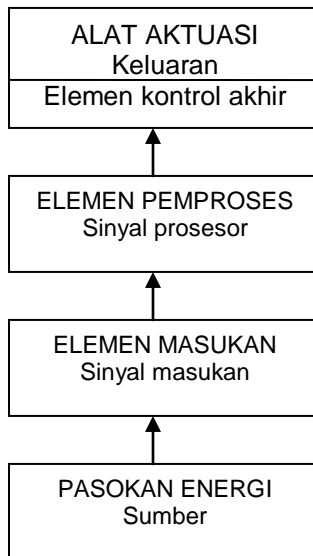 ALAT AKTUASI
Keluaran
Elemen kontrol akhir
ELEMEN PEMPROSES
Sinyal prosesor
ELEMEN MASUKAN
Sinyal masukan
PASOKAN ENERGI
Sumber